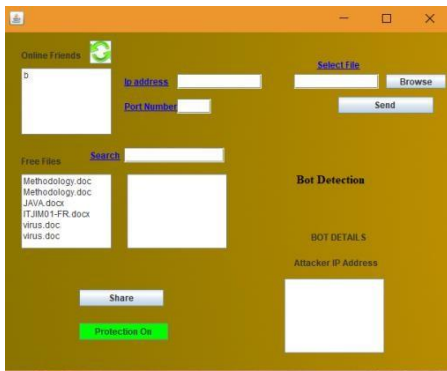 Online Friends
b
Ip address
Port Number
Select File
Browse
Send
Free Files
Search
Methodology.doc
Methodology.doc
JAVA.docx
ITJIM01-FR.docx
virus.doc
virus.doc
Bot Detection
BOT DETAILS
Attacker IP Address
Share
Protection On